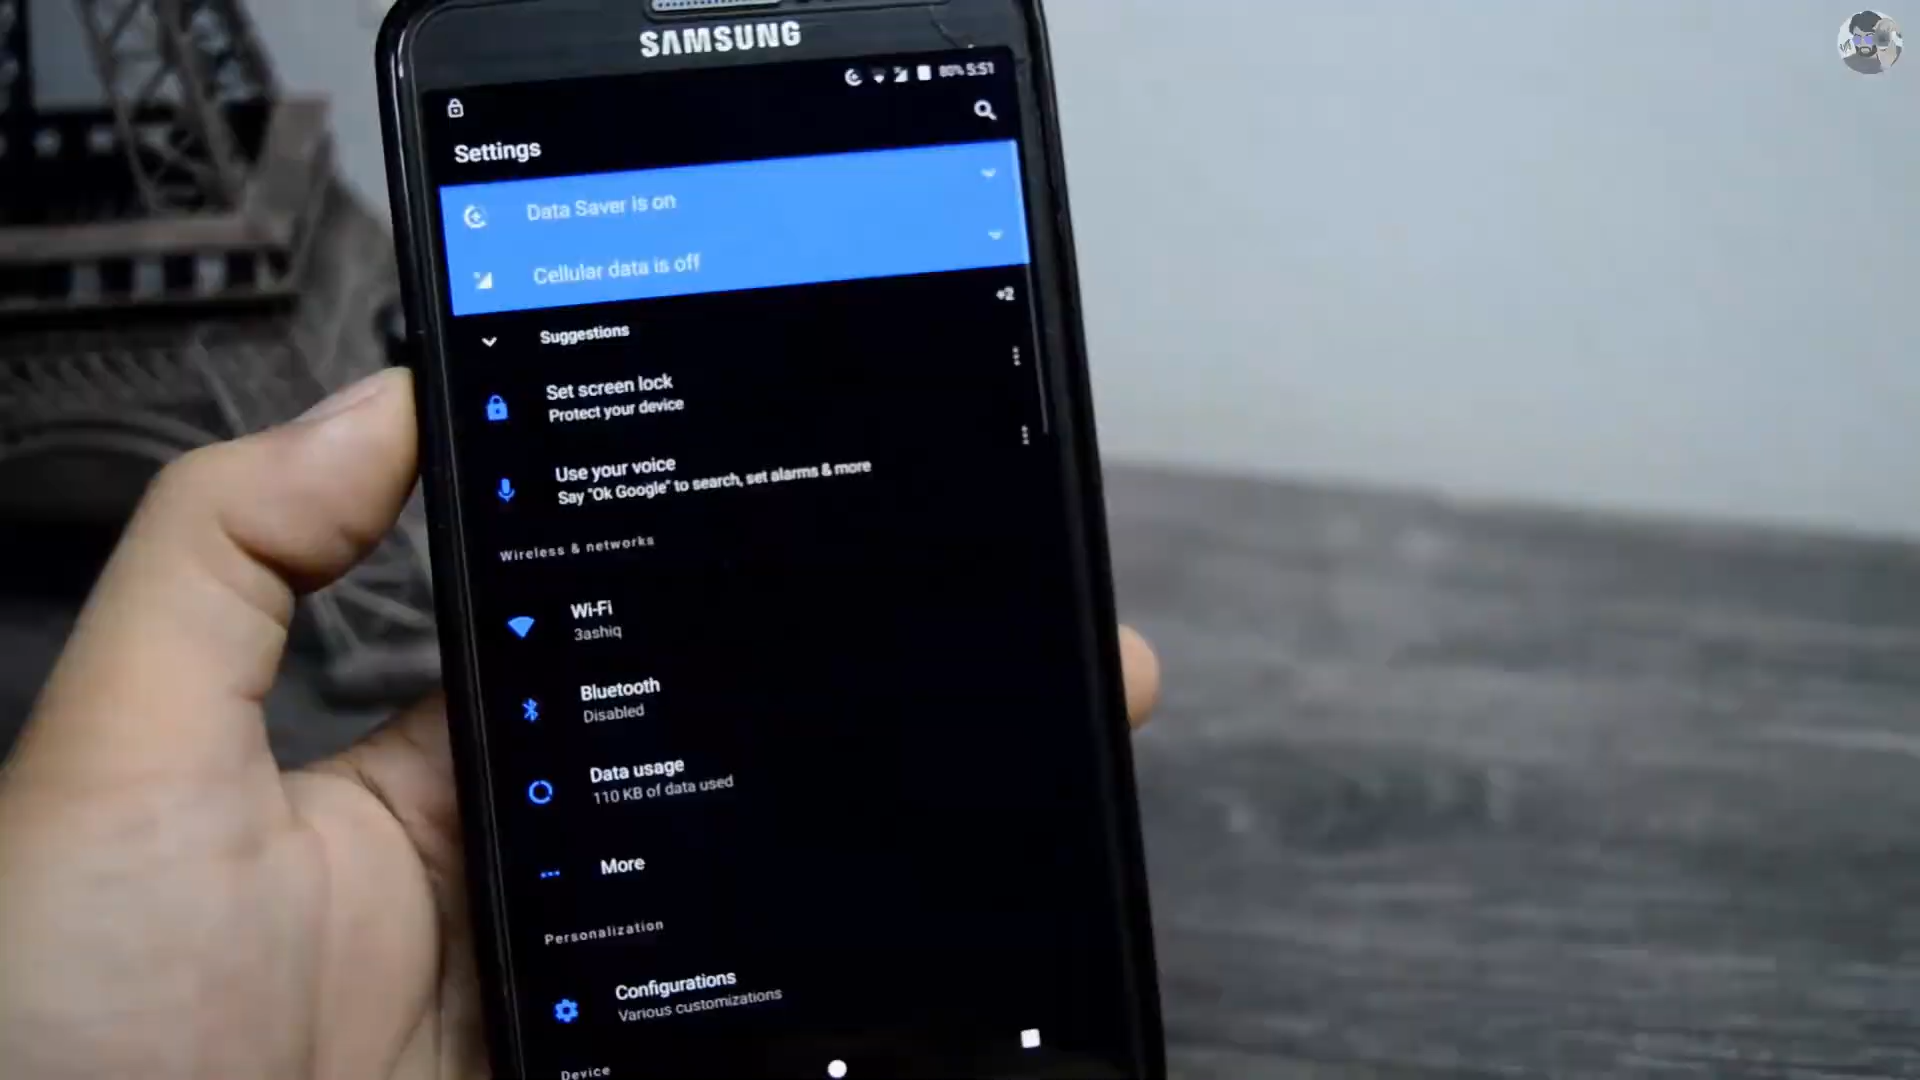 SAMSUNG
80% 5:51
Settings
Data Saver is on
Cellular data is off
+2
Suggestions
Set screen lock
Protect your device
Use your voice
Say "Ok Google" to search, set alarms & more
Wireless & networks
Wi-Fi
3ashiq
Bluetooth
Disabled
Data usage
110 KB of data used
More
Personalization
Configurations
Various customizations
Device